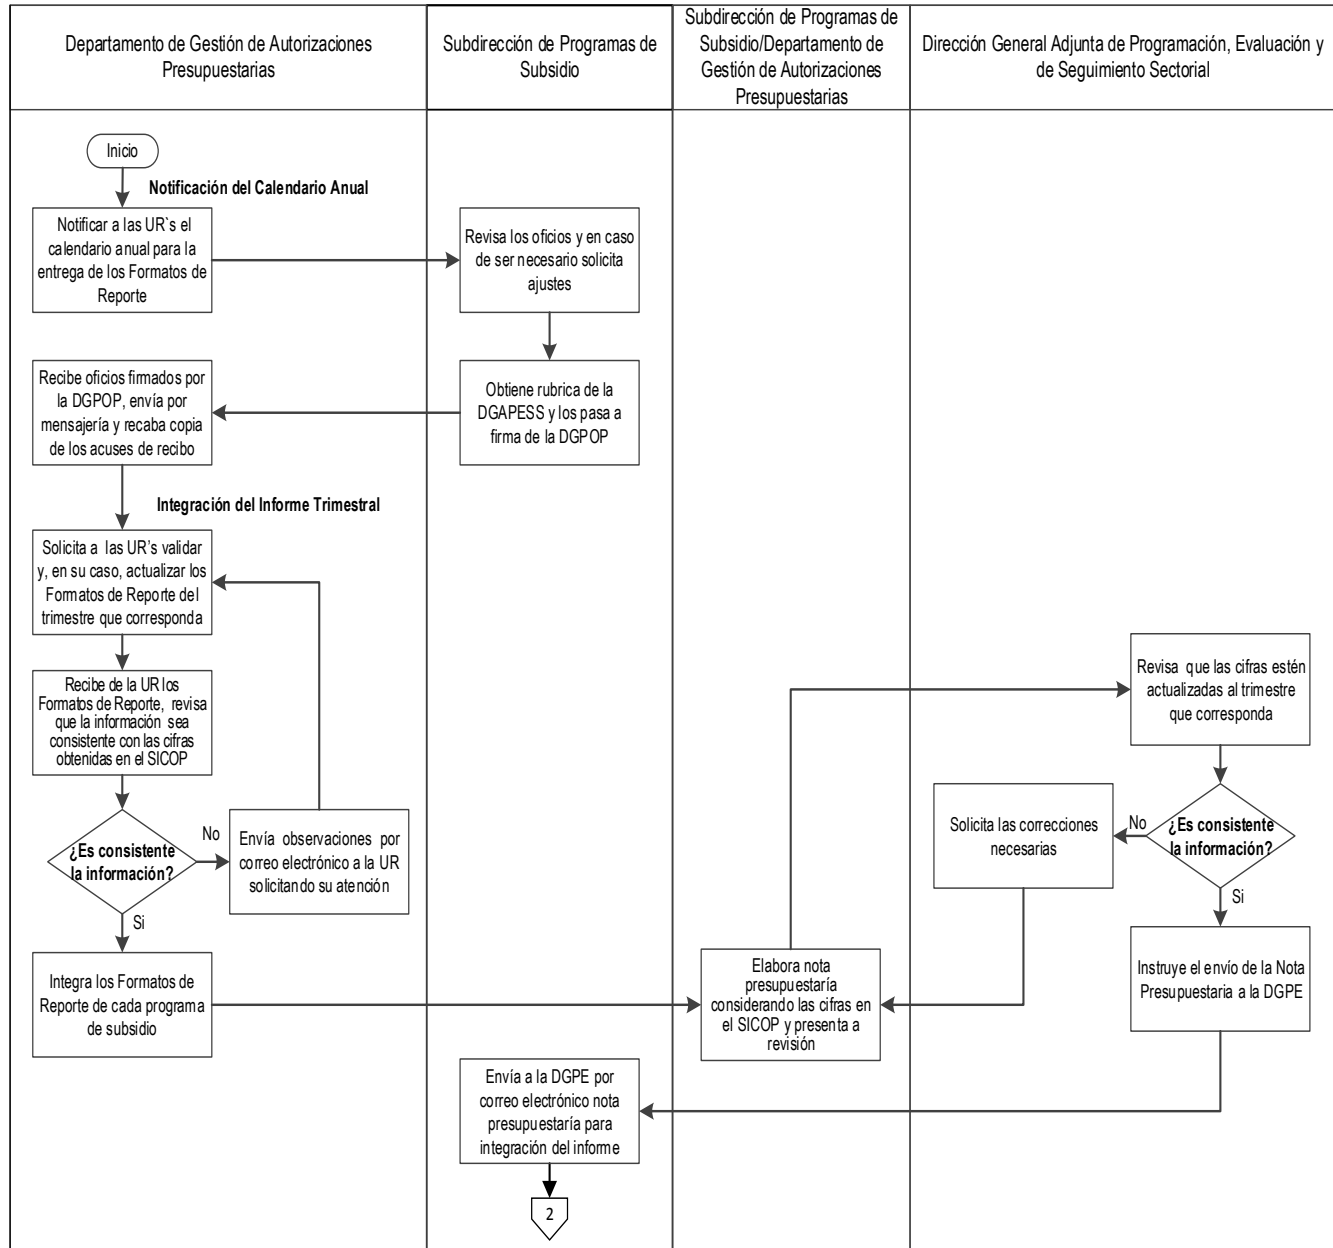 Departamento de Gestión de Autorizaciones
Presupuestarias
Subdirección de Programas de
Subsidio
Subdirección de Programas de
Subsidio/Departamento de
Gestión de Autorizaciones
Presupuestarias
Dirección General Adjunta de Programación, Evaluación y
de Seguimiento Sectorial
Inicio
Notificación del Calendario Anual
Notificar a las UR`s el
calendario anual para la
entrega de los Formatos de
Reporte
Revisa los oficios y en caso
de ser necesario solicita
ajustes
Recibe oficios firmados por
la DGPOP, envía por
mensajería y recaba copia
de los acuses de recibo
Obtiene rubrica de la
DGAPESS y los pasa a
firma de la DGPOP
Integración del Informe Trimestral
Solicita a las UR's validar
y, en su caso, actualizar los
Formatos de Reporte del
trimestre que corresponda
Recibe de la UR los
Formatos de Reporte, revisa
que la información sea
consistente con las cifras
obtenidas en el SICOP
Revisa que las cifras estén
actualizadas al trimestre
que corresponda
¿Es consistente
la información?
No
Envía observaciones por
correo electrónico a la UR
solicitando su atención
Si
Solicita las correcciones
necesarias
No
¿Es consistente
la información?
Si
Integra los Formatos de
Reporte de cada programa
de subsidio
Elabora nota
presupuestaría
considerando las cifras en
el SICOP y presenta a
revisión
Instruye el envío de la Nota
Presupuestaria a la DGPE
Envía a la DGPE por
correo electrónico nota
presupuestaría para
integración del informe
2